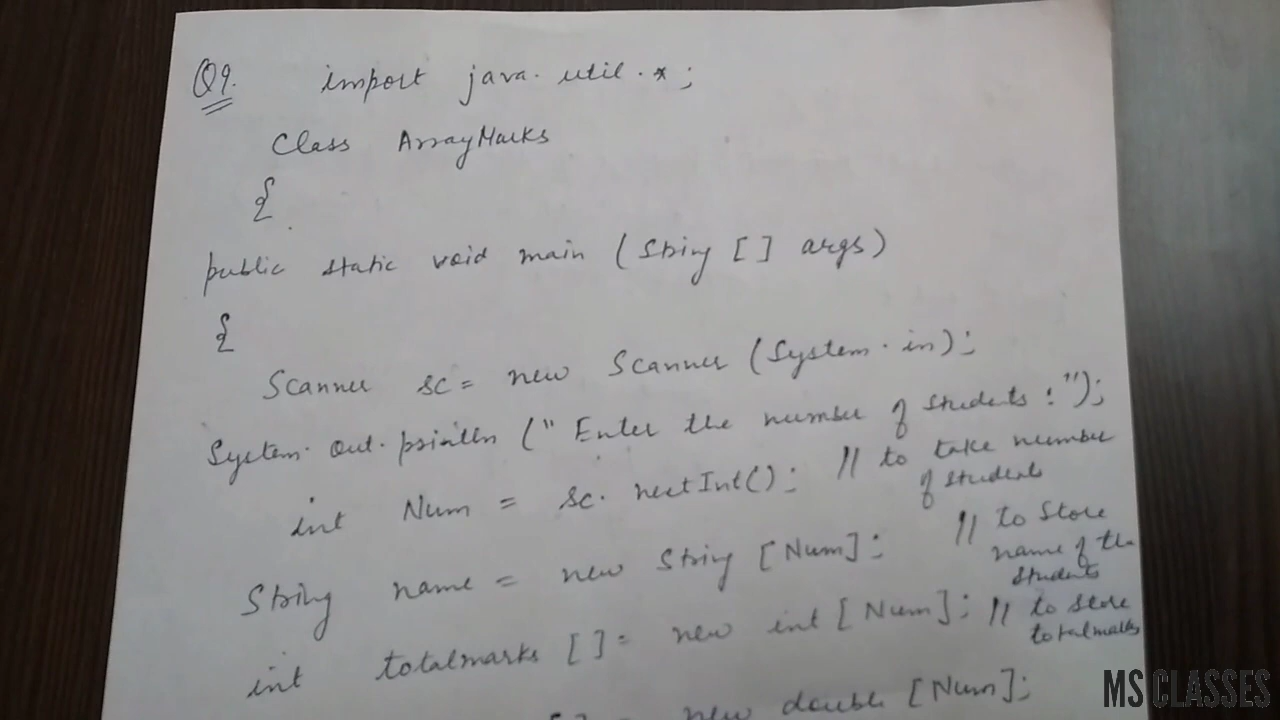 Q9. import java.util.*;
Class ArrayMarks
{
public static void main (String [] args)
{
Scanner sc = new Scanner (System.in);
System.out.println ("Enter the number of students:");
int Num = sc.nextInt(); // to take number
of students
String name = new String [Num]; // to Store
name of the
students
int totalmarks [] = new int [Num]; // to store
totalmarks
[] = new double [Num];
MS CLASSES